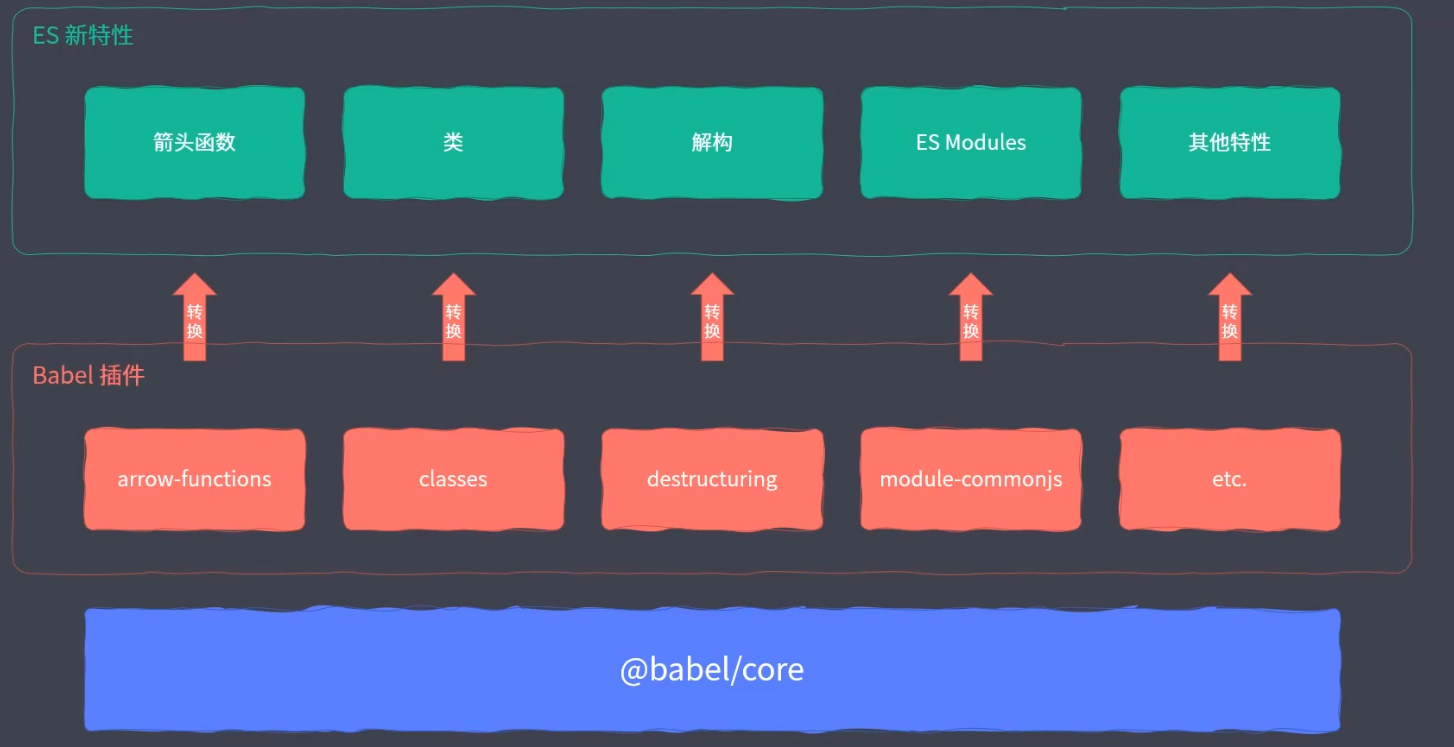 ES 新特性
箭头函数
类
解构
ES Modules
其他特性
转
换
转
换
转
换
转
换
转
换
Babel 插件
arrow-functions
classes
destructuring
module-commonjs
etc.
@babel/core